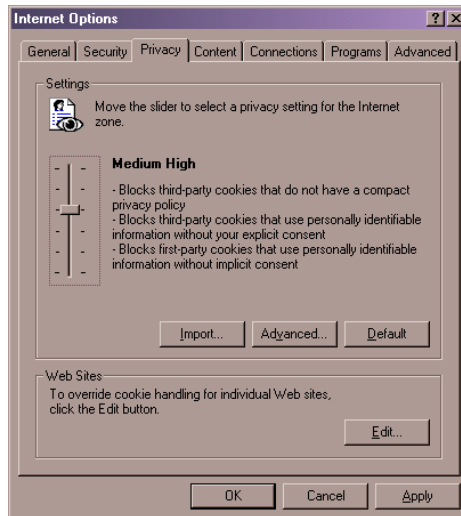 Internet Options
General Security Privacy Content Connections Programs Advanced
Settings
Move the slider to select a privacy setting for the Internet
zone.
Medium High
- Blocks third-party cookies that do not have a compact
privacy policy
- Blocks third-party cookies that use personally identifiable
information without your explicit consent
- Blocks first-party cookies that use personally identifiable
information without implicit consent
Import... Advanced... Default
Web Sites
To override cookie handling for individual Web sites,
click the Edit button.
Edit...
OK Cancel Apply